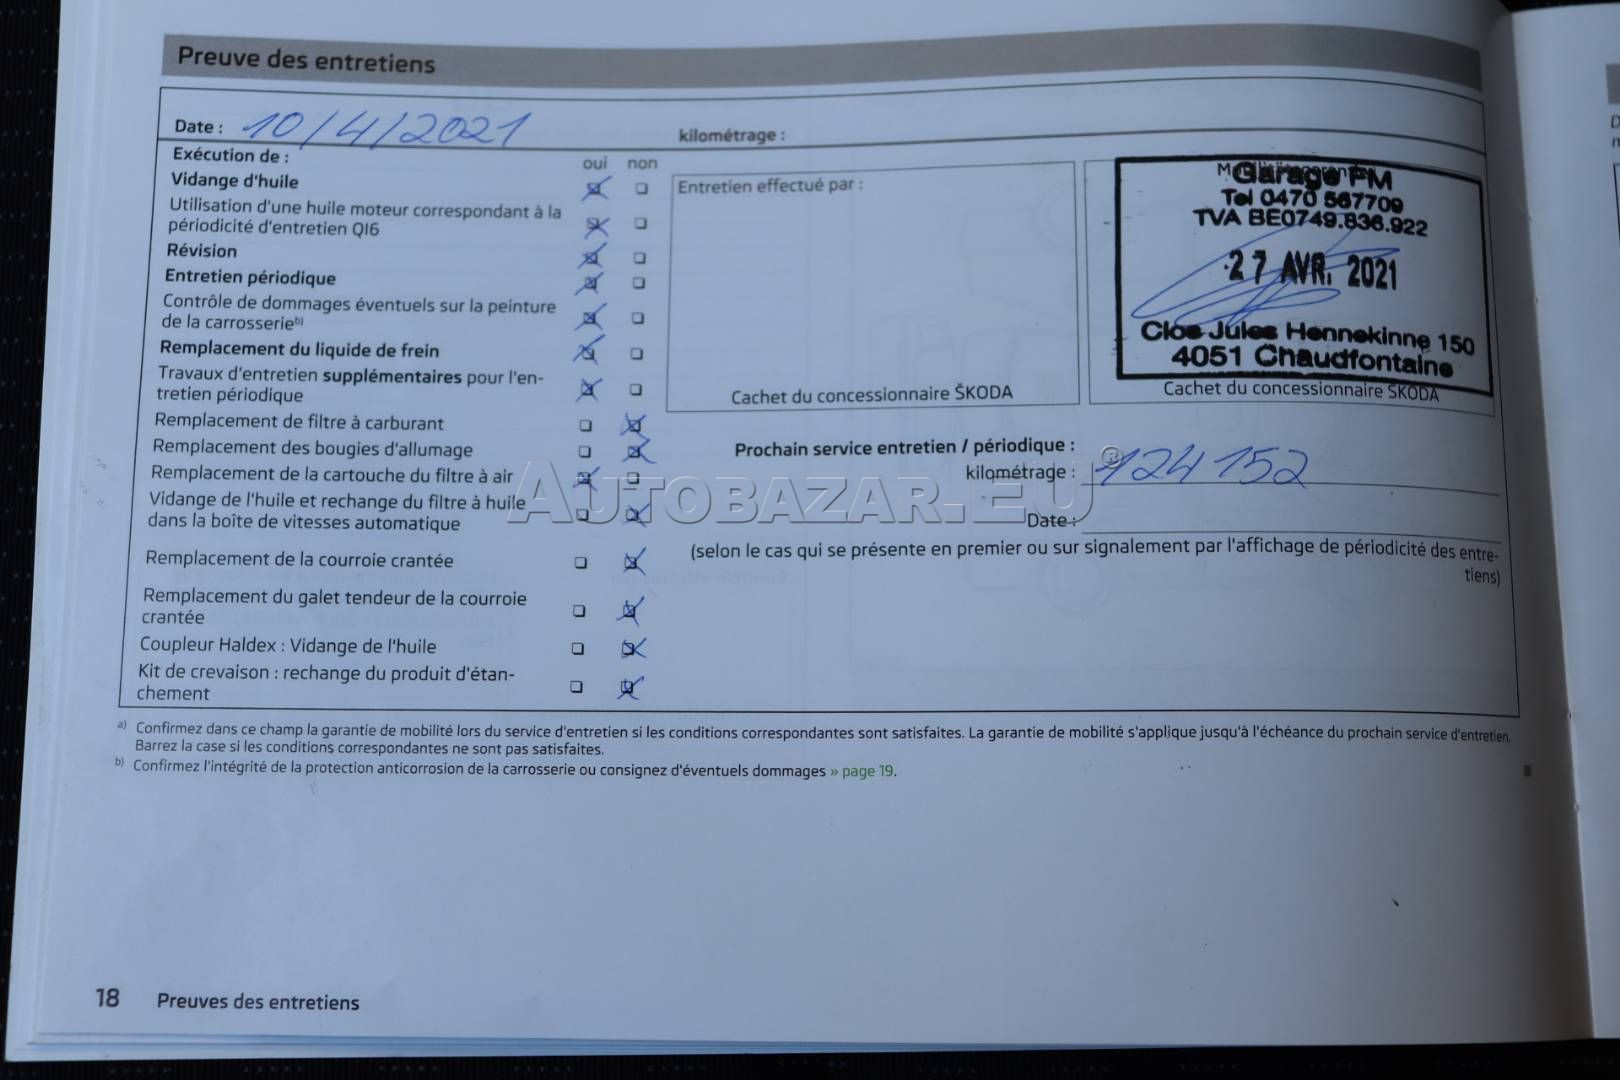 Preuve des entretiens
Date : 10/4/2021
kilométrage :
Exécution de :
oui non
Vidange d'huile
Utilisation d'une huile moteur correspondant à la
périodicité d'entretien QI6
Révision
Entretien périodique
Contrôle de dommages éventuels sur la peinture
de la carrosserie b)
Remplacement du liquide de frein
Travaux d'entretien supplémentaires pour l'en-
tretien périodique
Remplacement de filtre à carburant
Remplacement des bougies d'allumage
Remplacement de la cartouche du filtre à air
Vidange de l'huile et rechange du filtre à huile
dans la boîte de vitesses automatique
Remplacement de la courroie crantée
Remplacement du galet tendeur de la courroie
crantée
Coupleur Haldex : Vidange de l'huile
Kit de crevaison : rechange du produit d'étan-
chement
Entretien effectué par :
Cachet du concessionnaire ŠKODA
Garage FM
Tel 0470 567709
TVA BE0749.836.922
27 AVR. 2021
Clos Jules Hennekinne 150
4051 Chaudfontaine
Cachet du concessionnaire ŠKODA
Prochain service entretien / périodique :
kilométrage : 124 152
Date :
(selon le cas qui se présente en premier ou sur signalement par l'affichage de périodicité des entre-
tiens)
AUTOBAZAR.EU®
a) Confirmez dans ce champ la garantie de mobilité lors du service d'entretien si les conditions correspondantes sont satisfaites. La garantie de mobilité s'applique jusqu'à l'échéance du prochain service d'entretien.
Barrez la case si les conditions correspondantes ne sont pas satisfaites.
b) Confirmez l'intégrité de la protection anticorrosion de la carrosserie ou consignez d'éventuels dommages » page 19.
18 Preuves des entretiens